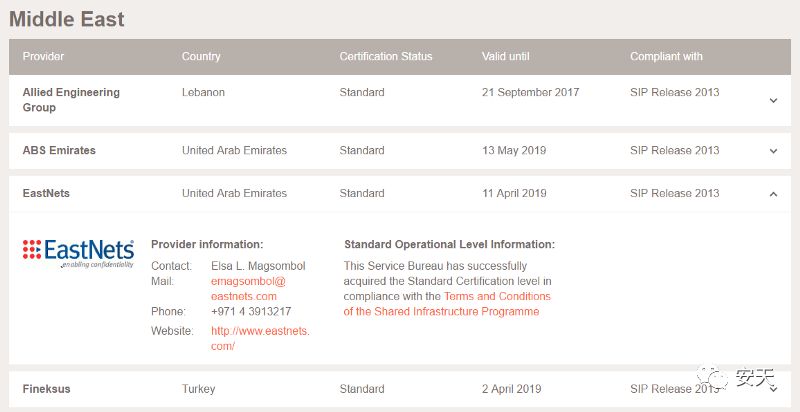 Middle East
Provider Country Certification Status Valid until Compliant with
Allied Engineering Group Lebanon Standard 21 September 2017 SIP Release 2013
ABS Emirates United Arab Emirates Standard 13 May 2019 SIP Release 2013
EastNets United Arab Emirates Standard 11 April 2019 SIP Release 2013
EastNets
enabling confidentiality
Provider information:
Contact: Elsa L. Magsombol
Mail: emagsombol@
eastnets.com
Phone: +971 4 3913217
Website: http://www.eastnets.
com/
Standard Operational Level Information:
This Service Bureau has successfully
acquired the Standard Certification level in
compliance with the Terms and Conditions
of the Shared Infrastructure Programme
Fineksus Turkey Standard 2 April 2019 SIP Release 2013
安天